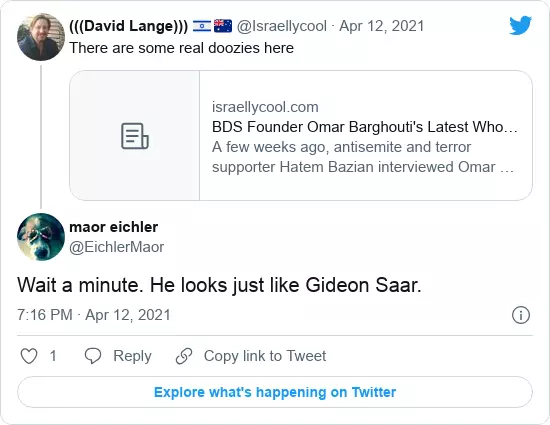 (((David Lange))) 🇮🇱 🇦🇺 @Israellycool · Apr 12, 2021
There are some real doozies here
israellycool.com
BDS Founder Omar Barghouti's Latest Who…
A few weeks ago, antisemite and terror
supporter Hatem Bazian interviewed Omar …
maor eichler
@EichlerMaor
Wait a minute. He looks just like Gideon Saar.
7:16 PM · Apr 12, 2021
1 Reply Copy link to Tweet
Explore what's happening on Twitter